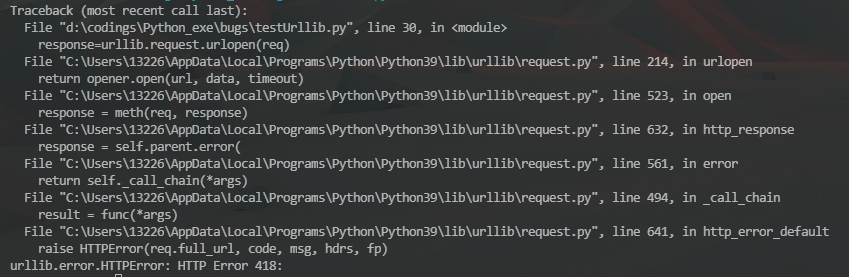 Traceback (most recent call last):
  File "d:\codings\Python_exe\bugs\testUrllib.py", line 30, in <module>
    response=urllib.request.urlopen(req)
  File "C:\Users\13226\AppData\Local\Programs\Python\Python39\lib\urllib\request.py", line 214, in urlopen
    return opener.open(url, data, timeout)
  File "C:\Users\13226\AppData\Local\Programs\Python\Python39\lib\urllib\request.py", line 523, in open
    response = meth(req, response)
  File "C:\Users\13226\AppData\Local\Programs\Python\Python39\lib\urllib\request.py", line 632, in http_response
    response = self.parent.error(
  File "C:\Users\13226\AppData\Local\Programs\Python\Python39\lib\urllib\request.py", line 561, in error
    return self._call_chain(*args)
  File "C:\Users\13226\AppData\Local\Programs\Python\Python39\lib\urllib\request.py", line 494, in _call_chain
    result = func(*args)
  File "C:\Users\13226\AppData\Local\Programs\Python\Python39\lib\urllib\request.py", line 641, in http_error_default
    raise HTTPError(req.full_url, code, msg, hdrs, fp)
urllib.error.HTTPError: HTTP Error 418: